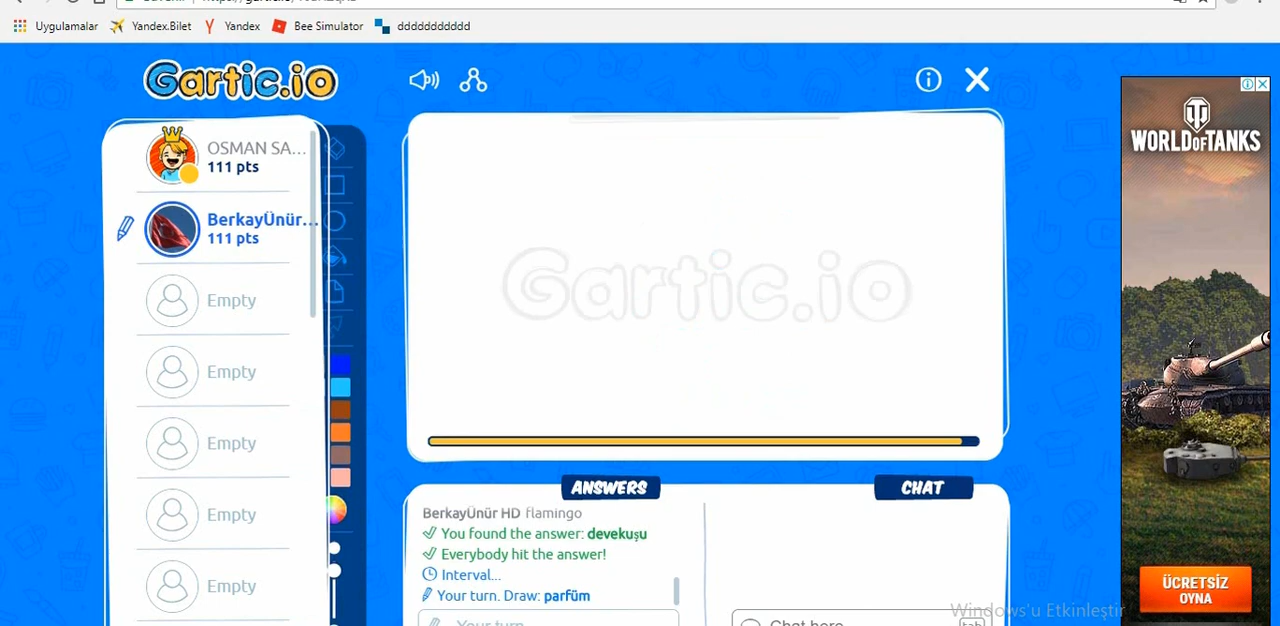 Uygulamalar Yandex.Bilet Yandex Bee Simulator ddddddddddd
Gartic.io
OSMAN SA...
111 pts
BerkayÜnür...
111 pts
Empty
Empty
Empty
Empty
Empty
Gartic.io
ANSWERS
BerkayÜnür HD flamingo
You found the answer: devekuşu
Everybody hit the answer!
Interval...
Your turn. Draw: parfüm
Your turn
CHAT
Chat here
tab
WORLD OF TANKS
ÜCRETSİZ
OYNA
Windows'u Etkinleştir